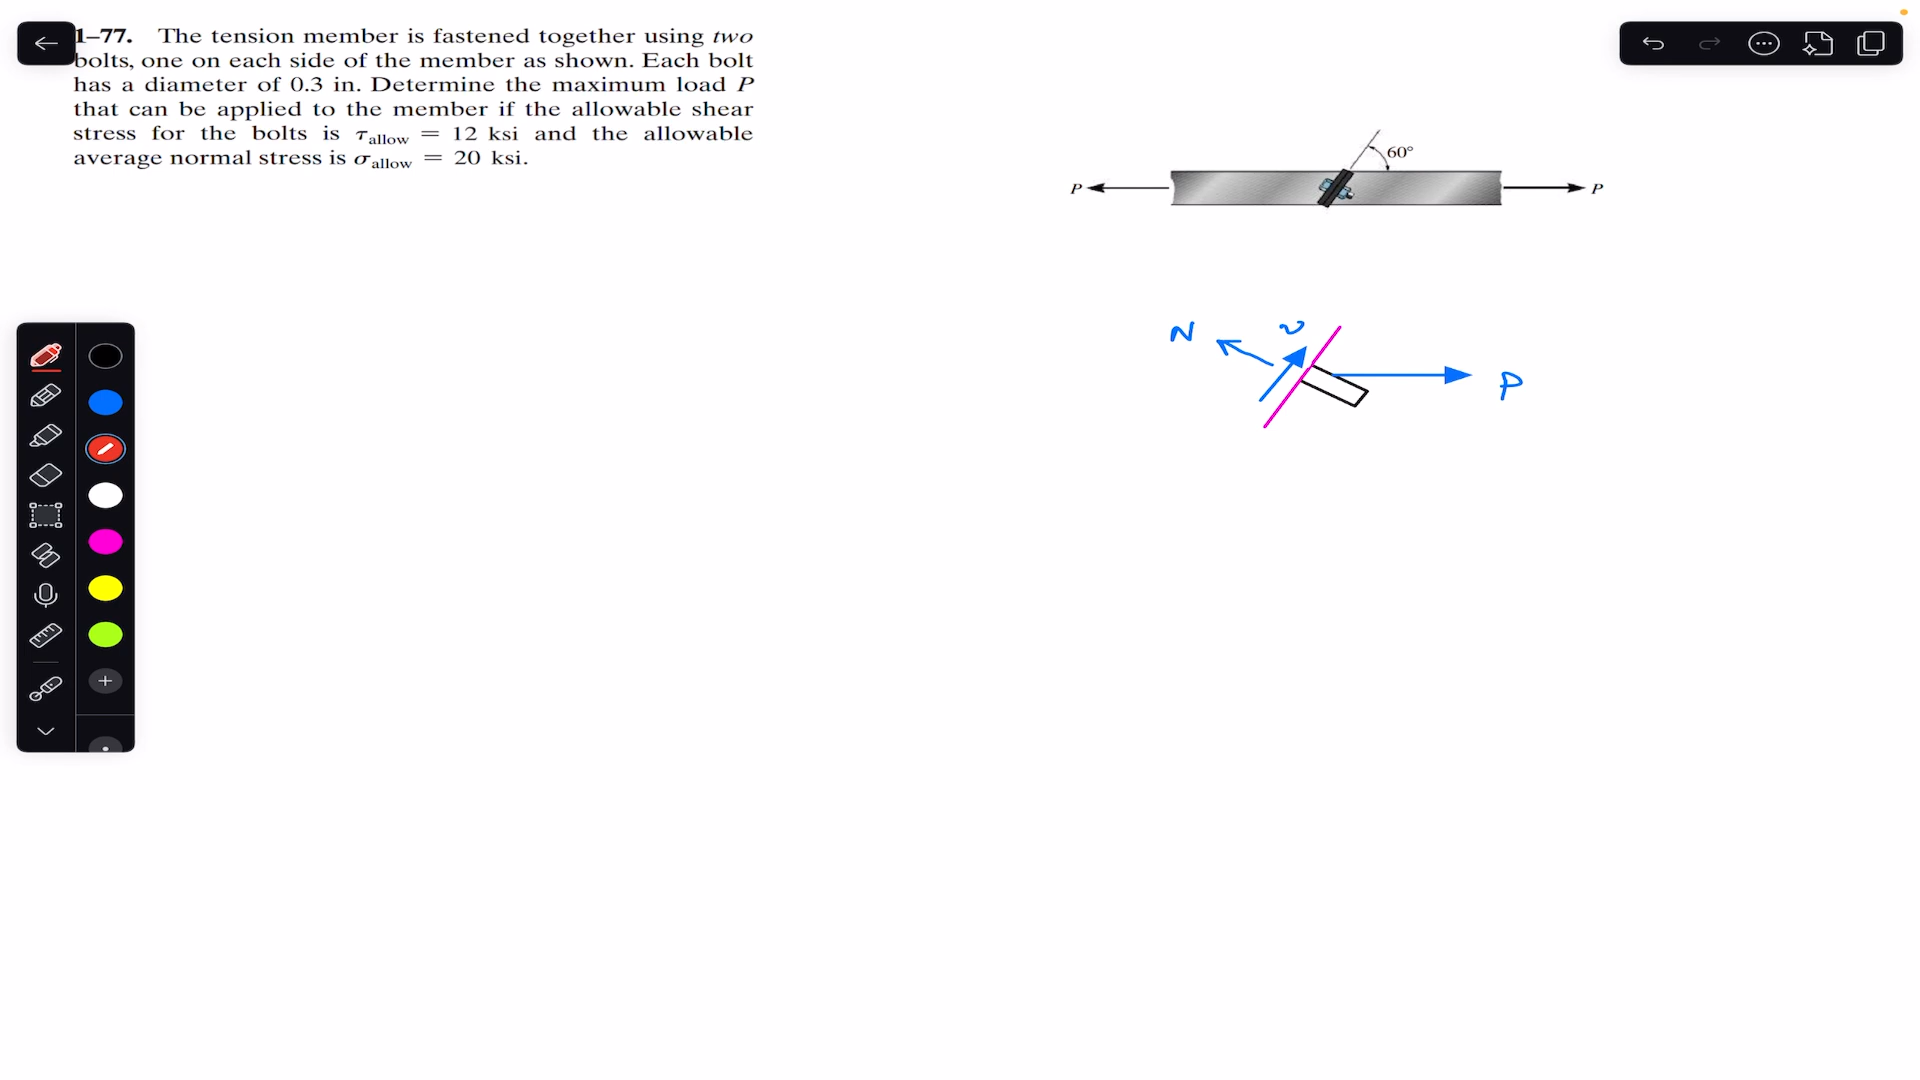 1–77. The tension member is fastened together using two
bolts, one on each side of the member as shown. Each bolt
has a diameter of 0.3 in. Determine the maximum load P
that can be applied to the member if the allowable shear
stress for the bolts is τallow = 12 ksi and the allowable
average normal stress is σallow = 20 ksi.
60°
P
P
N
v
P